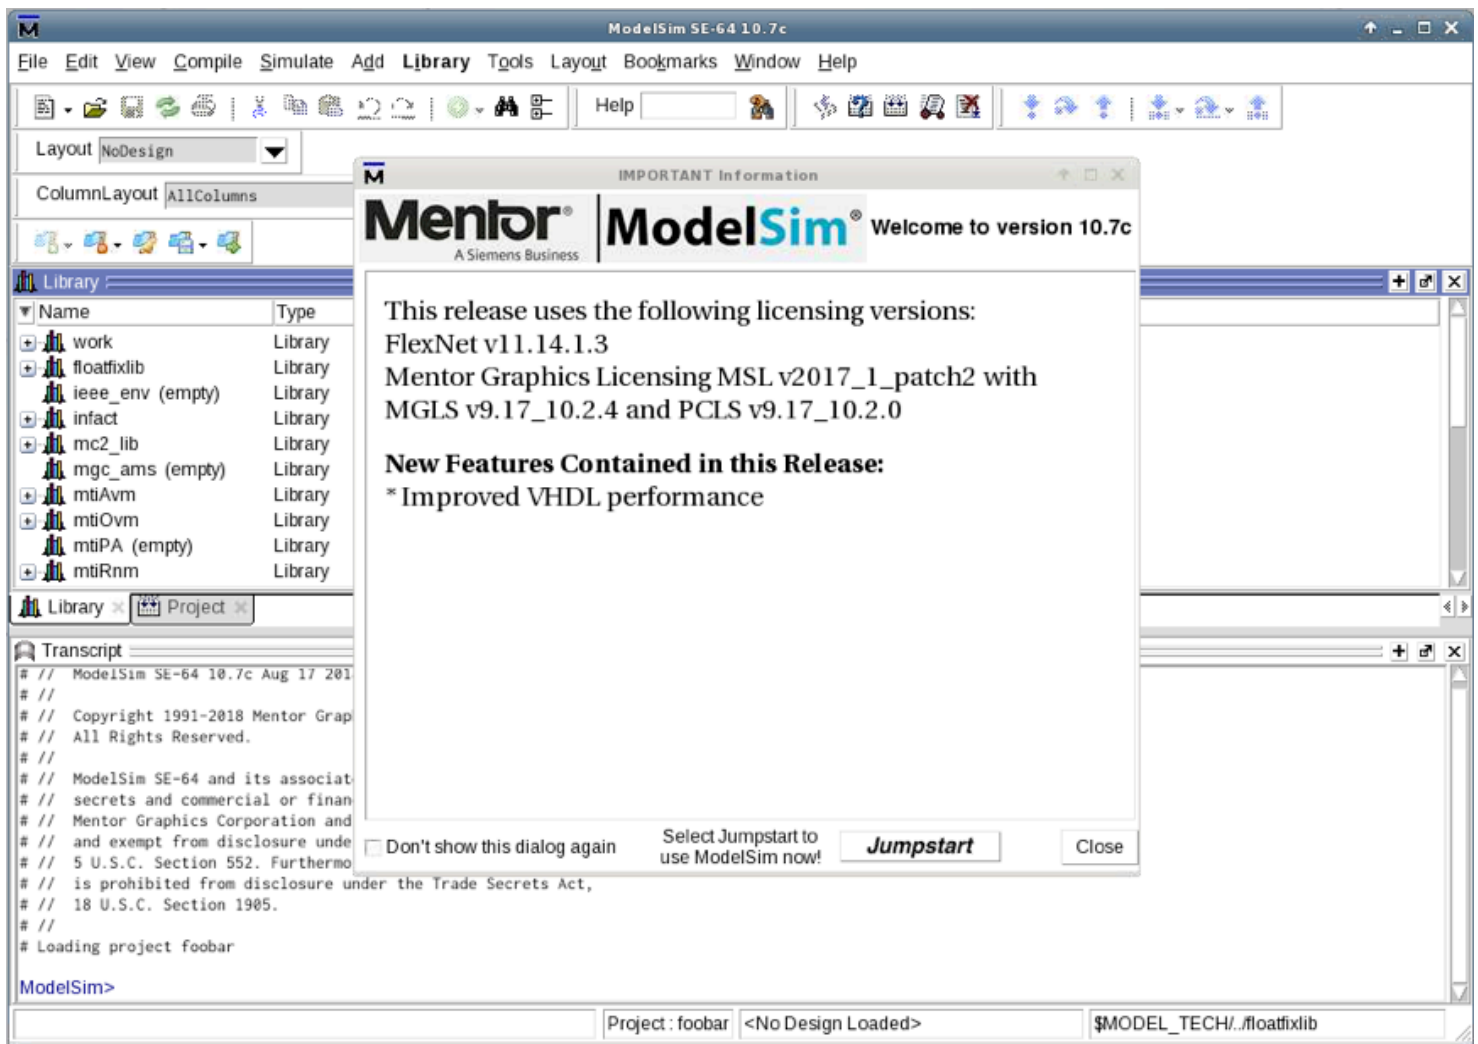 ModelSim SE-64 10.7c
File Edit View Compile Simulate Add Library Tools Layout Bookmarks Window Help
Help
Layout NoDesign
ColumnLayout AllColumns
IMPORTANT Information
Mentor®
A Siemens Business
ModelSim®
Welcome to version 10.7c
This release uses the following licensing versions:
FlexNet v11.14.1.3
Mentor Graphics Licensing MSL v2017_1_patch2 with
MGLS v9.17_10.2.4 and PCLS v9.17_10.2.0
New Features Contained in this Release:
* Improved VHDL performance
Don't show this dialog again
Select Jumpstart to
use ModelSim now!
Jumpstart
Close
Library
Name Type
work Library
floatfixlib Library
ieee_env (empty) Library
infact Library
mc2_lib Library
mgc_ams (empty) Library
mtiAvm Library
mtiOvm Library
mtiPA (empty) Library
mtiRnm Library
Library Project
Transcript
# // ModelSim SE-64 10.7c Aug 17 201
# //
# // Copyright 1991-2018 Mentor Grap
# // All Rights Reserved.
# //
# // ModelSim SE-64 and its associat
# // secrets and commercial or finan
# // Mentor Graphics Corporation and
# // and exempt from disclosure unde
# // 5 U.S.C. Section 552. Furthermo
# // is prohibited from disclosure under the Trade Secrets Act,
# // 18 U.S.C. Section 1905.
# //
# Loading project foobar
ModelSim>
Project : foobar <No Design Loaded> $MODEL_TECH/../floatfixlib